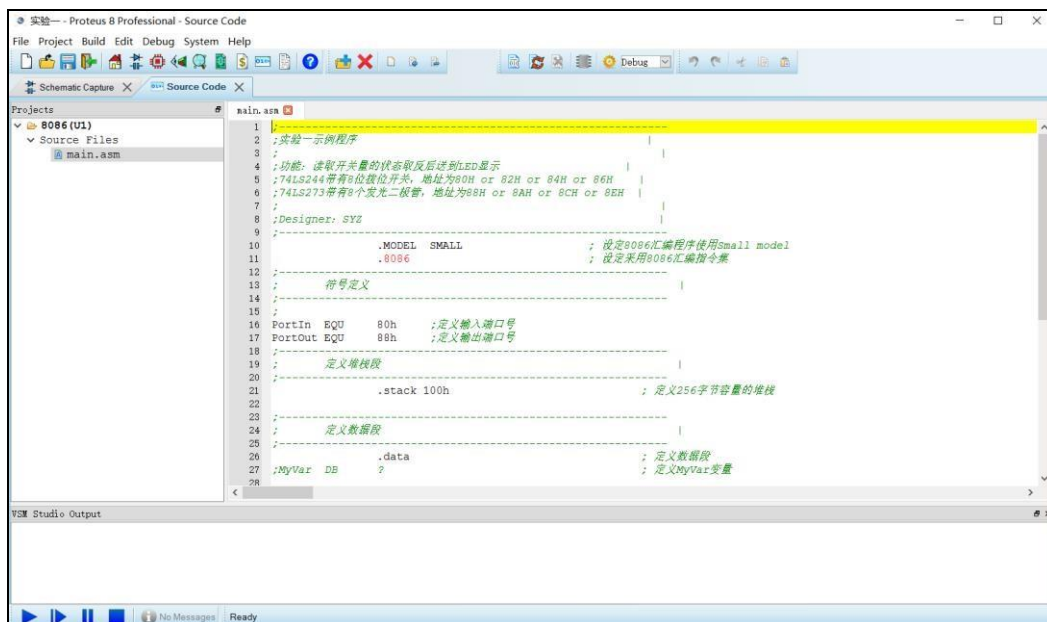 实验一 - Proteus 8 Professional - Source Code
File Project Build Edit Debug System Help
Debug
Schematic Capture X Source Code X
Projects
main.asm
8086 (U1)
Source Files
main.asm
1 ;-----------------------------------------------------------
2 ;实验一示例程序 |
3 ; |
4 ;功能: 读取开关量的状态取反后送到LED显示 |
5 ;74LS244带有8位拨位开关, 地址为80H or 82H or 84H or 86H |
6 ;74LS273带有8个发光二极管, 地址为88H or 8AH or 8CH or 8EH |
7 ; |
8 ;Designer: SYZ |
9 ;-----------------------------------------------------------
10 .MODEL SMALL ; 设定8086汇编程序使用Small model
11 .8086 ; 设定采用8086汇编指令集
12 ;-----------------------------------------------------------
13 ; 符号定义 |
14 ;-----------------------------------------------------------
15 ;
16 PortIn EQU 80h ;定义输入端口号
17 PortOut EQU 88h ;定义输出端口号
18 ;-----------------------------------------------------------
19 ; 定义堆栈段 |
20 ;-----------------------------------------------------------
21 .stack 100h ; 定义256字节容量的堆栈
22
23 ;-----------------------------------------------------------
24 ; 定义数据段 |
25 ;-----------------------------------------------------------
26 .data ; 定义数据段
27 ;MyVar DB ? ; 定义MyVar变量
28
VSM Studio Output
No Messages Ready